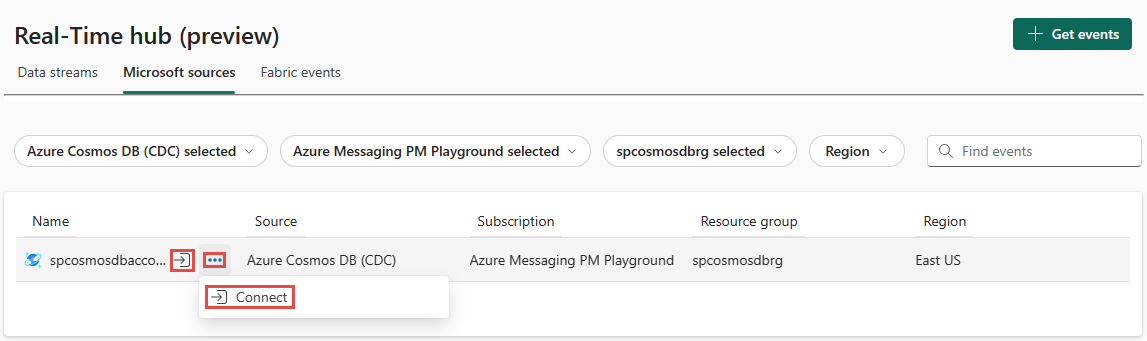 Real-Time hub (preview)
Get events
Data streams Microsoft sources Fabric events
Azure Cosmos DB (CDC) selected Azure Messaging PM Playground selected spcosmosdbrg selected Region Find events
Name Source Subscription Resource group Region
spcosmosdbacco... Azure Cosmos DB (CDC) Azure Messaging PM Playground spcosmosdbrg East US
Connect